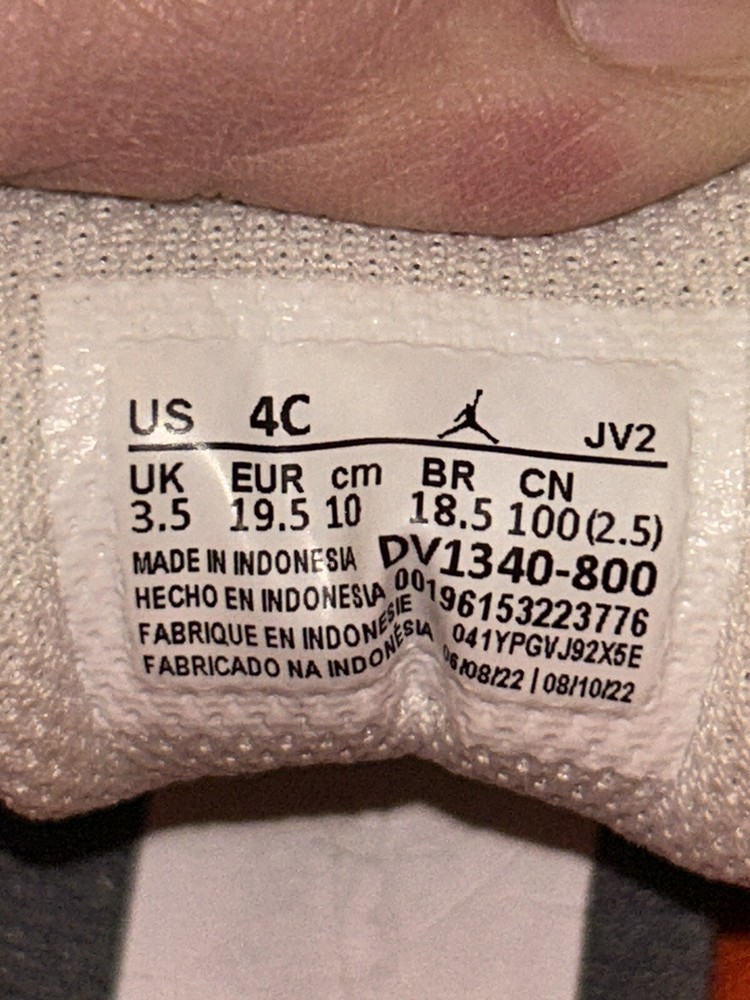 US 4C JV2
UK EUR cm BR CN
3.5 19.5 10 18.5 100(2.5)
MADE IN INDONESIA DV1340-800
HECHO EN INDONESIA 00196153223776
FABRIQUE EN INDONESIE 041YPGVJ92X5E
FABRICADO NA INDONÉSIA 06/08/22 | 08/10/22